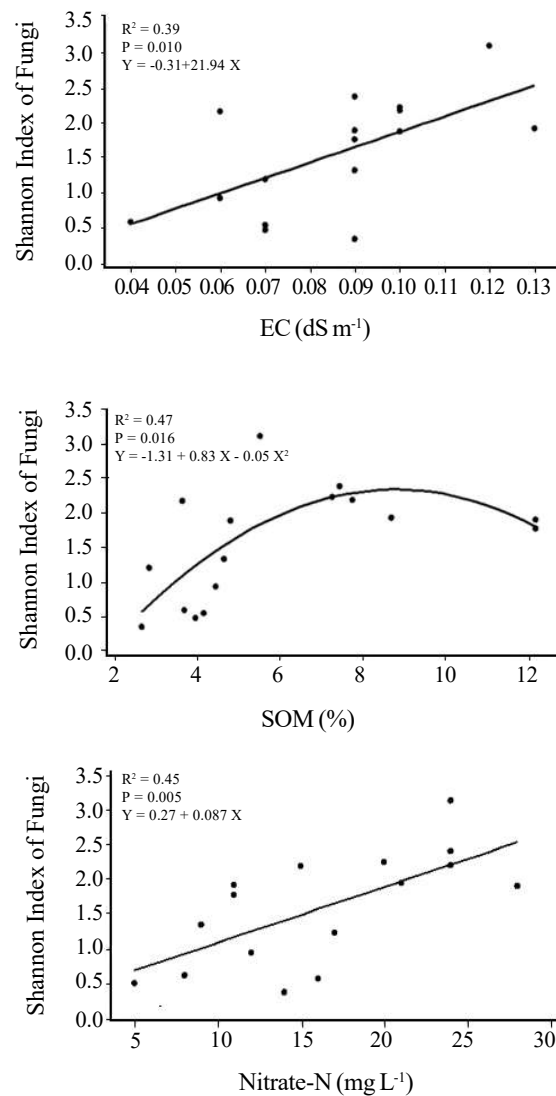 Shannon Index of Fungi
R² = 0.39
P = 0.010
Y = -0.31+21.94 X
3.5
3.0
2.5
2.0
1.5
1.0
0.5
0.0
0.04 0.05 0.06 0.07 0.08 0.09 0.10 0.11 0.12 0.13
EC (dS m⁻¹)
Shannon Index of Fungi
R² = 0.47
P = 0.016
Y = -1.31 + 0.83 X - 0.05 X²
3.5
3.0
2.5
2.0
1.5
1.0
0.5
0.0
2 4 6 8 10 12
SOM (%)
Shannon Index of Fungi
R² = 0.45
P = 0.005
Y = 0.27 + 0.087 X
3.5
3.0
2.5
2.0
1.5
1.0
0.5
0.0
5 10 15 20 25 30
Nitrate-N (mg L⁻¹)